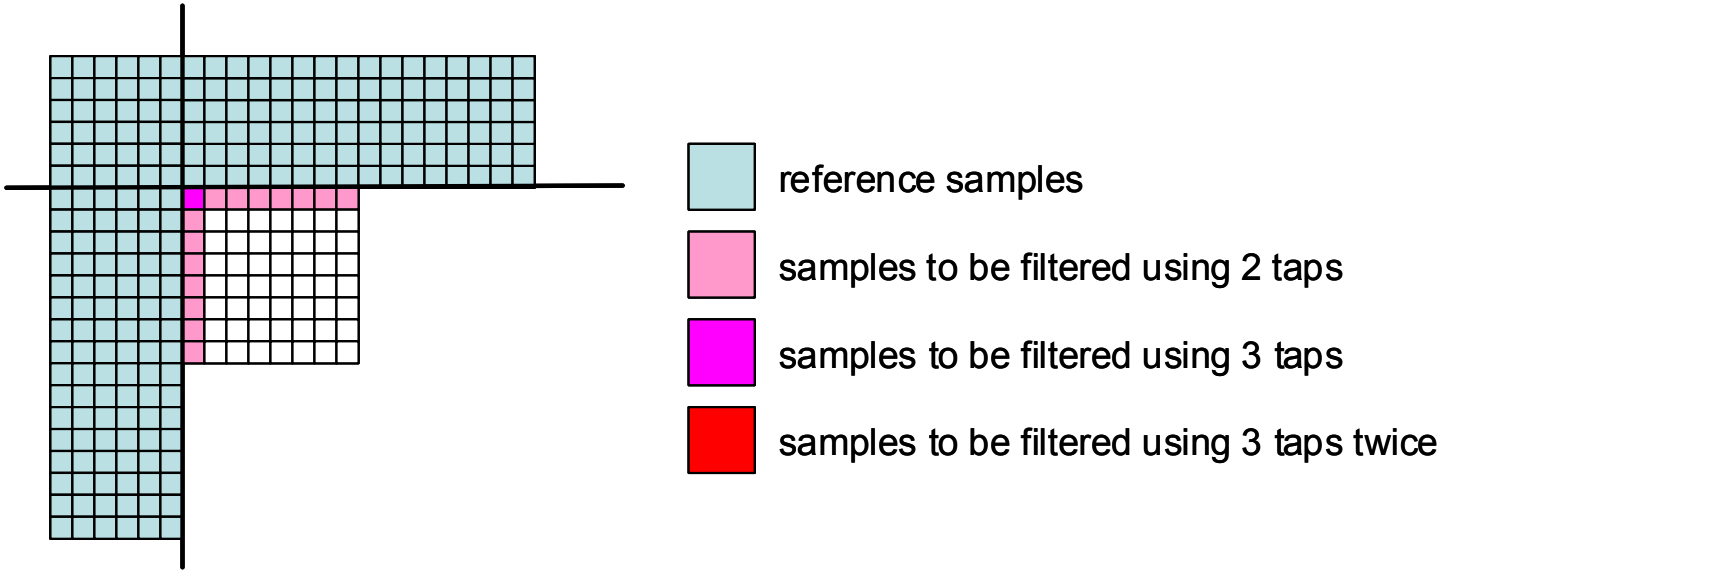 reference samples
samples to be filtered using 2 taps
samples to be filtered using 3 taps
samples to be filtered using 3 taps twice